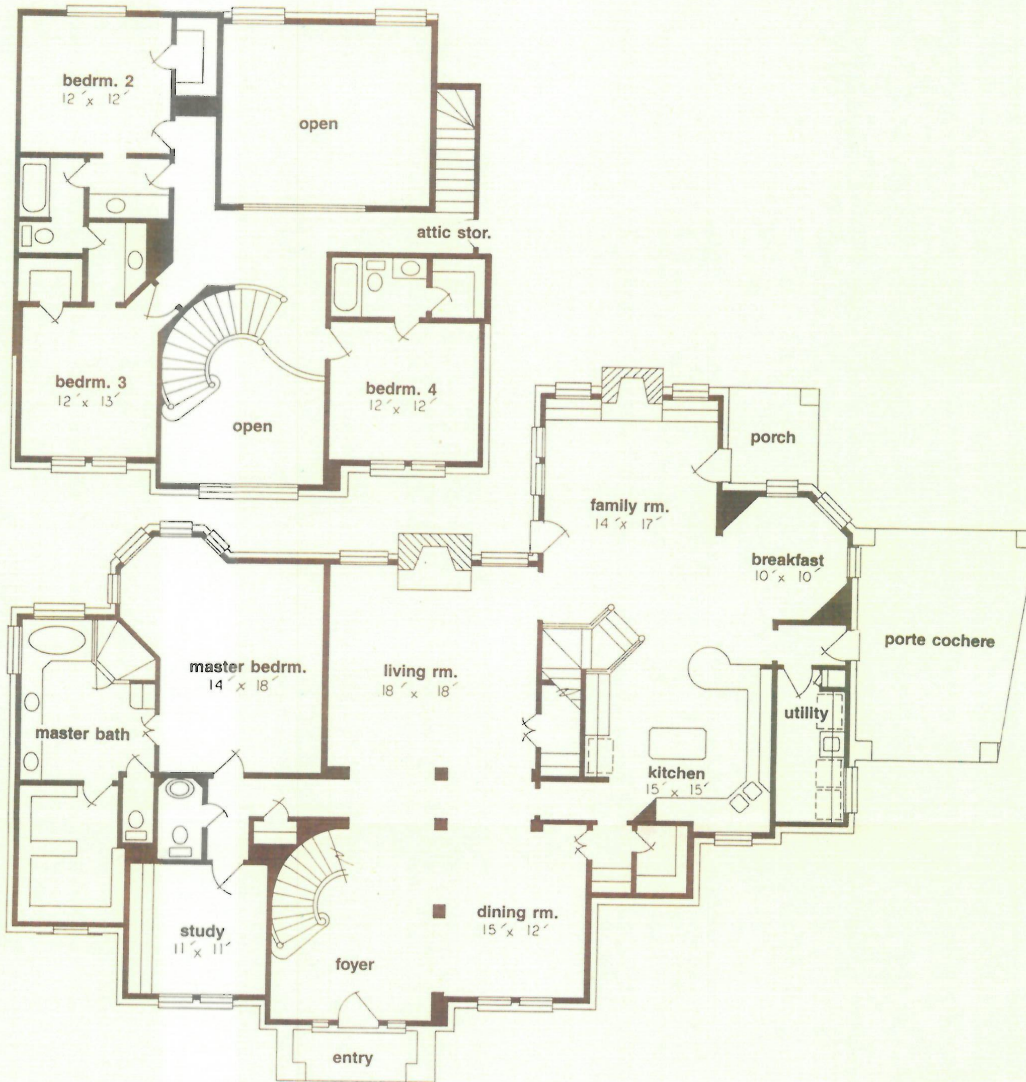 bedrm. 2
12´ x 12´
open
attic stor.
bedrm. 3
12´ x 13´
open
bedrm. 4
12´ x 12´
porch
family rm.
14´ x 17´
breakfast
10´ x 10´
porte cochere
master bedrm.
14´ x 18´
living rm.
18´ x 18´
master bath
utility
kitchen
15´ x 15´
study
11´ x 11´
foyer
dining rm.
15´ x 12´
entry